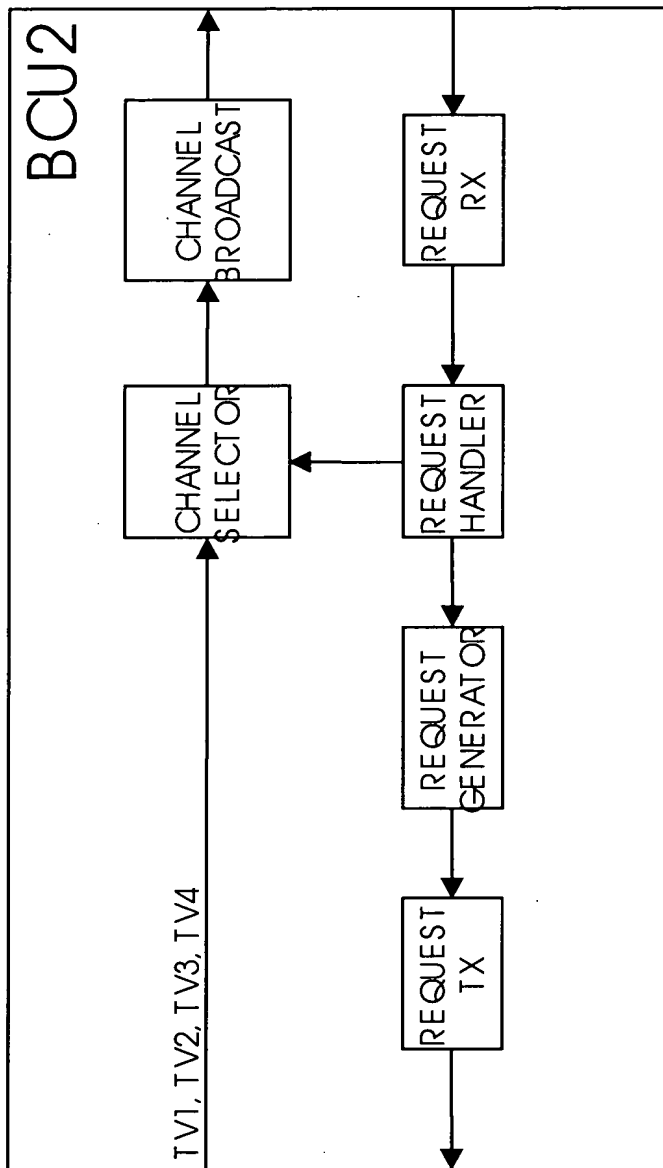 BCU2
CHANNEL
BROADCAST
REQUEST
RX
CHANNEL
SELECTOR
REQUEST
HANDLER
REQUEST
GENERATOR
TV1, TV2, TV3, TV4
REQUEST
TX